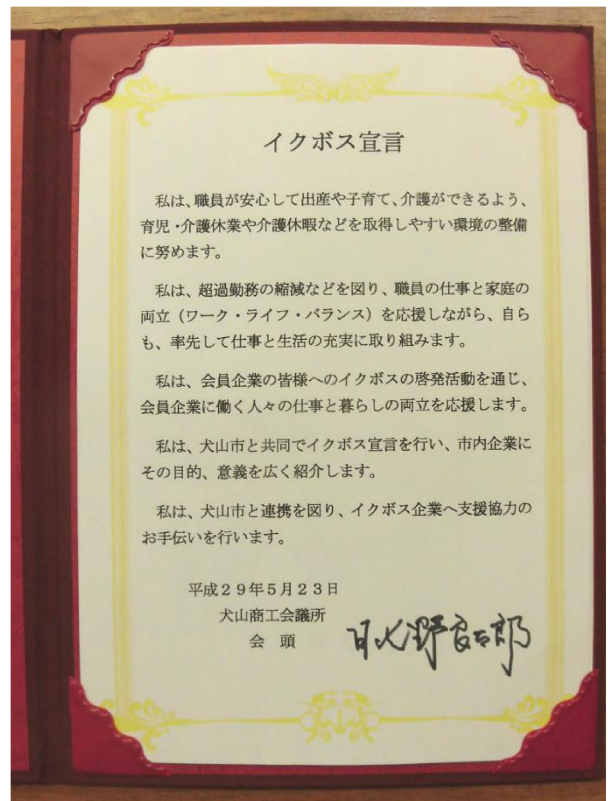 イクボス宣言
私は、職員が安心して出産や子育て、介護ができるよう、
育児・介護休業や介護休暇などを取得しやすい環境の整備
に努めます。
私は、超過勤務の縮減などを図り、職員の仕事と家庭の
両立（ワーク・ライフ・バランス）を応援しながら、自ら
も、率先して仕事と生活の充実に取り組みます。
私は、会員企業の皆様へのイクボスの啓発活動を通じ、
会員企業に働く人々の仕事と暮らしの両立を応援します。
私は、犬山市と共同でイクボス宣言を行い、市内企業に
その目的、意義を広く紹介します。
私は、犬山市と連携を図り、イクボス企業へ支援協力の
お手伝いを行います。
平成２９年５月２３日
犬山商工会議所
会　頭